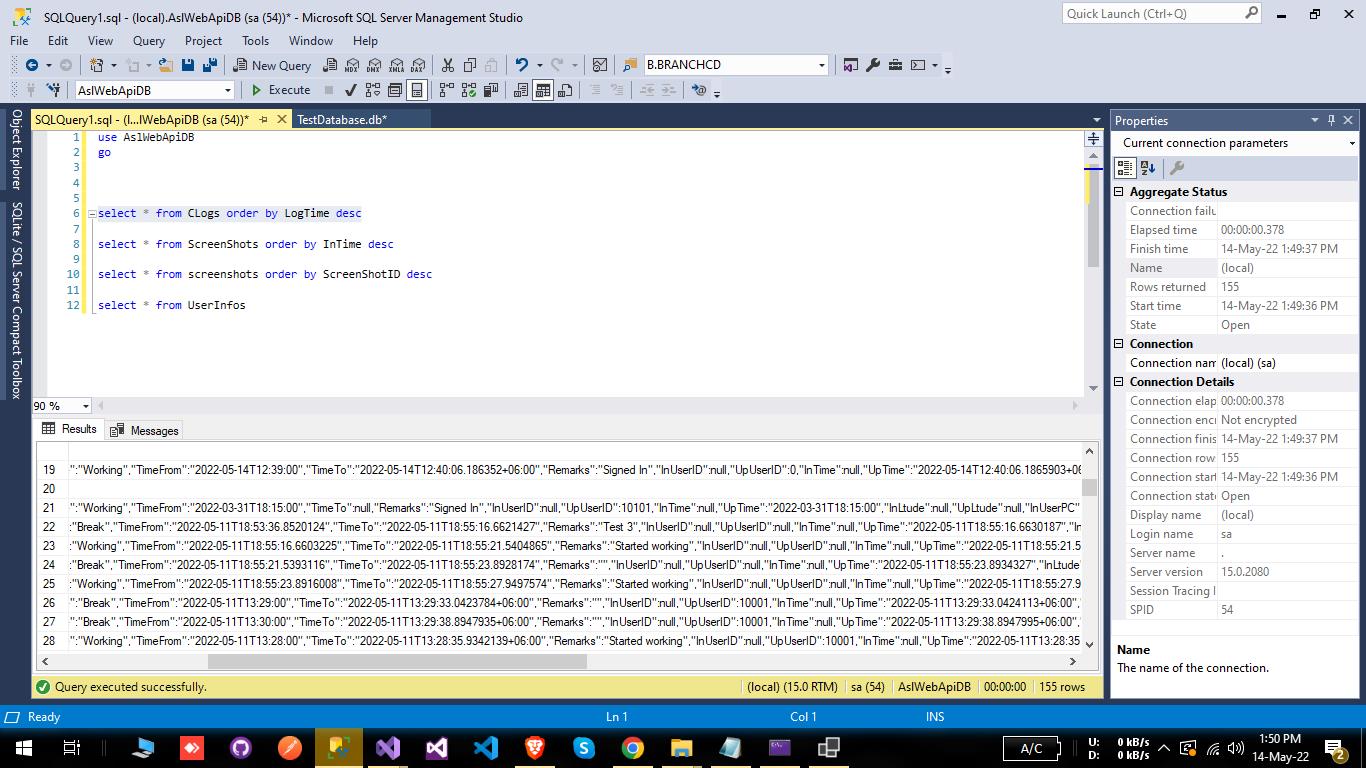 SQLQuery1.sql - (local).AslWebApiDB (sa (54))* - Microsoft SQL Server Management Studio
Quick Launch (Ctrl+Q)
File Edit View Query Project Tools Window Help
New Query MDX DMX XMLA DAX B.BRANCHCD
AslWebApiDB Execute
SQLQuery1.sql - (l...lWebApiDB (sa (54))* TestDatabase.db*
Object Explorer
SQLite / SQL Server Compact Toolbox
1 use AslWebApiDB
2 go
3
4
5
6 select * from CLogs order by LogTime desc
7
8 select * from ScreenShots order by InTime desc
9
10 select * from screenshots order by ScreenShotID desc
11
12 select * from UserInfos
90 %
Results Messages
19 ":"Working","TimeFrom":"2022-05-14T12:39:00","TimeTo":"2022-05-14T12:40:06.186352+06:00","Remarks":"Signed In","InUserID":null,"UpUserID":0,"InTime":null,"UpTime":"2022-05-14T12:40:06.1865903+06
20
21 ":"Working","TimeFrom":"2022-03-31T18:15:00","TimeTo":null,"Remarks":"Signed In","InUserID":null,"UpUserID":10101,"InTime":null,"UpTime":"2022-03-31T18:15:00","InLtude":null,"UpLtude":null,"InUserPC"
22 :"Break","TimeFrom":"2022-05-11T18:53:36.8520124","TimeTo":"2022-05-11T18:55:16.6621427","Remarks":"Test 3","InUserID":null,"UpUserID":null,"InTime":null,"UpTime":"2022-05-11T18:55:16.6630187","In
23 :"Working","TimeFrom":"2022-05-11T18:55:16.6603225","TimeTo":"2022-05-11T18:55:21.5404865","Remarks":"Started working","InUserID":null,"UpUserID":null,"InTime":null,"UpTime":"2022-05-11T18:55:21.5
24 :"Break","TimeFrom":"2022-05-11T18:55:21.5393116","TimeTo":"2022-05-11T18:55:23.8928174","Remarks":"","InUserID":null,"UpUserID":null,"InTime":null,"UpTime":"2022-05-11T18:55:23.8934327","InLtude"
25 :"Working","TimeFrom":"2022-05-11T18:55:23.8916008","TimeTo":"2022-05-11T18:55:27.9497574","Remarks":"Started working","InUserID":null,"UpUserID":null,"InTime":null,"UpTime":"2022-05-11T18:55:27.9
26 :"Break","TimeFrom":"2022-05-11T13:29:00","TimeTo":"2022-05-11T13:29:33.0423784+06:00","Remarks":"","InUserID":null,"UpUserID":10001,"InTime":null,"UpTime":"2022-05-11T13:29:33.0424113+06:00",
27 :"Break","TimeFrom":"2022-05-11T13:30:00","TimeTo":"2022-05-11T13:29:38.8947935+06:00","Remarks":"","InUserID":null,"UpUserID":10001,"InTime":null,"UpTime":"2022-05-11T13:29:38.8947995+06:00",
28 :"Working","TimeFrom":"2022-05-11T13:28:00","TimeTo":"2022-05-11T13:28:35.9342139+06:00","Remarks":"Started working","InUserID":null,"UpUserID":10001,"InTime":null,"UpTime":"2022-05-11T13:28:35
Query executed successfully. (local) (15.0 RTM) sa (54) AslWebApiDB 00:00:00 155 rows
Properties
Current connection parameters
Aggregate Status
Connection failu
Elapsed time 00:00:00.378
Finish time 14-May-22 1:49:37 PM
Name (local)
Rows returned 155
Start time 14-May-22 1:49:36 PM
State Open
Connection
Connection nam (local) (sa)
Connection Details
Connection elap 00:00:00.378
Connection encr Not encrypted
Connection finis 14-May-22 1:49:37 PM
Connection row 155
Connection start 14-May-22 1:49:36 PM
Connection stat Open
Display name (local)
Login name sa
Server name .
Server version 15.0.2080
Session Tracing I
SPID 54
Name
The name of the connection.
Ready Ln 1 Col 1 INS
A/C
U: 0 kB/s
D: 0 kB/s
1:50 PM
14-May-22
2